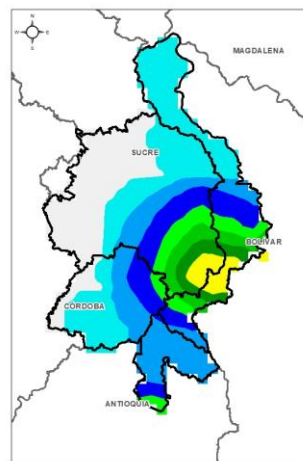 N
W E
S
MAGDALENA
SUCRE
BOLIVAR
CORDOBA
ANTIOQUIA